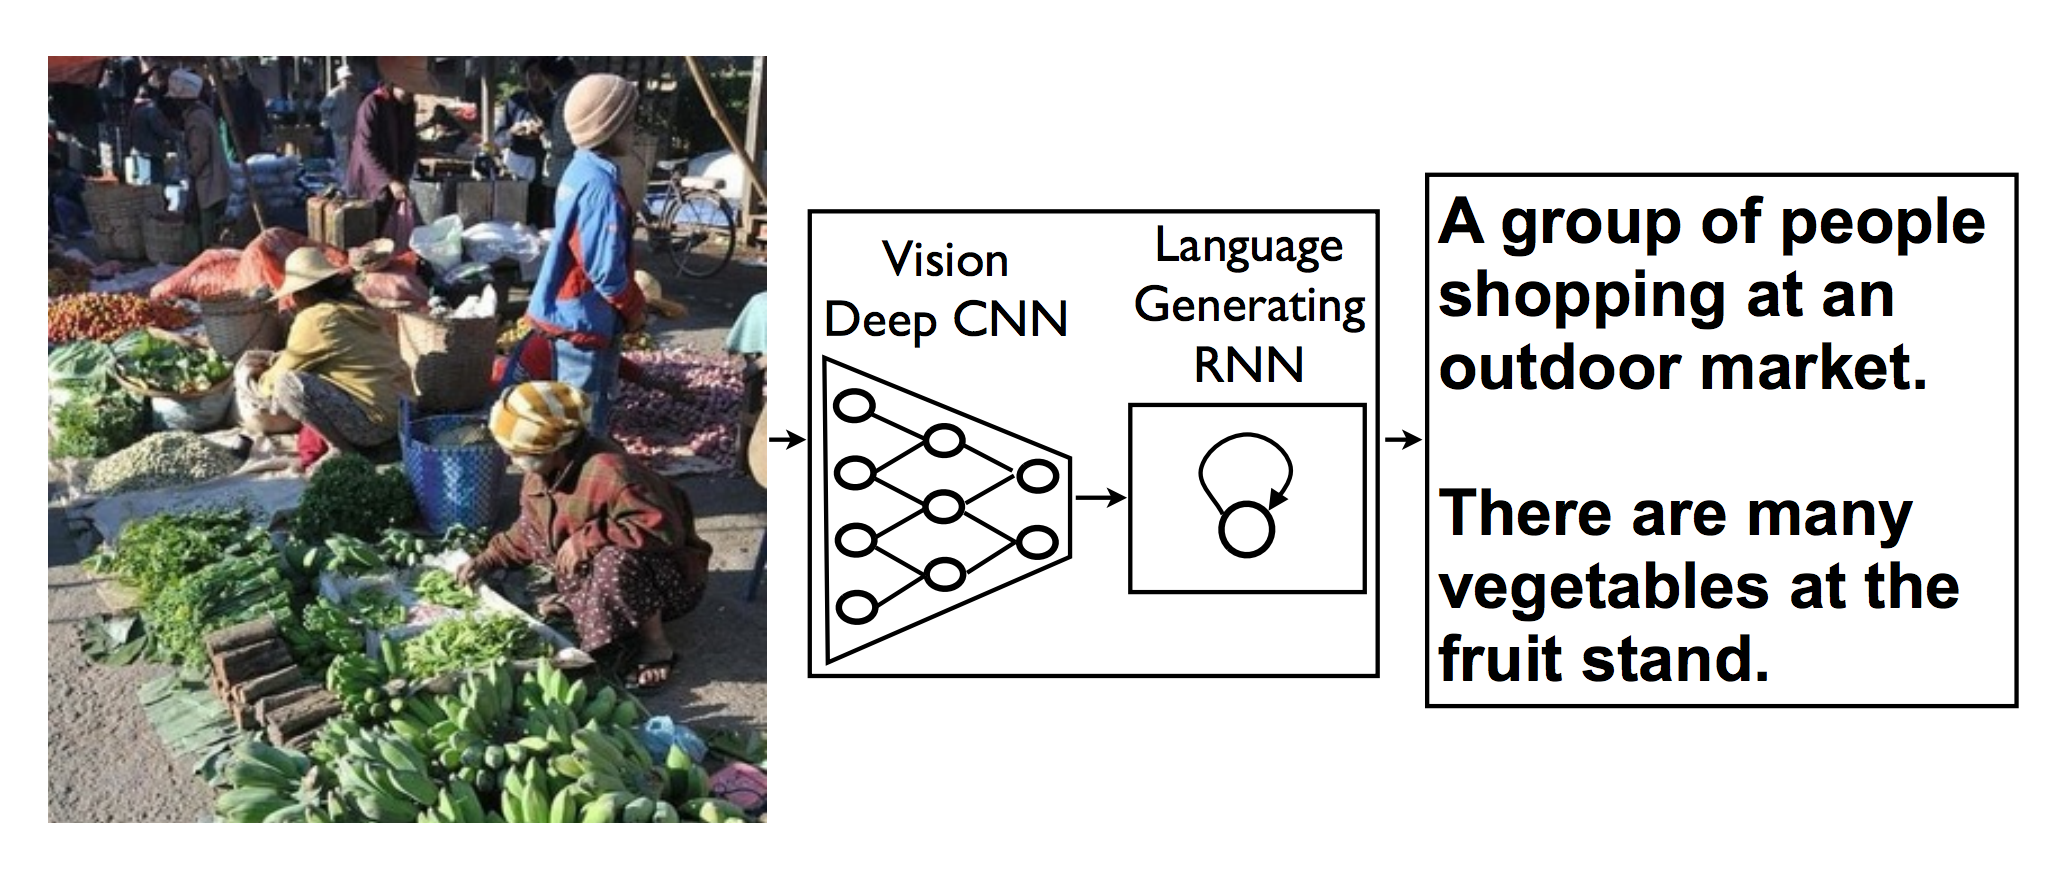 Vision
Deep CNN
Language
Generating
RNN
A group of people
shopping at an
outdoor market.
There are many
vegetables at the
fruit stand.